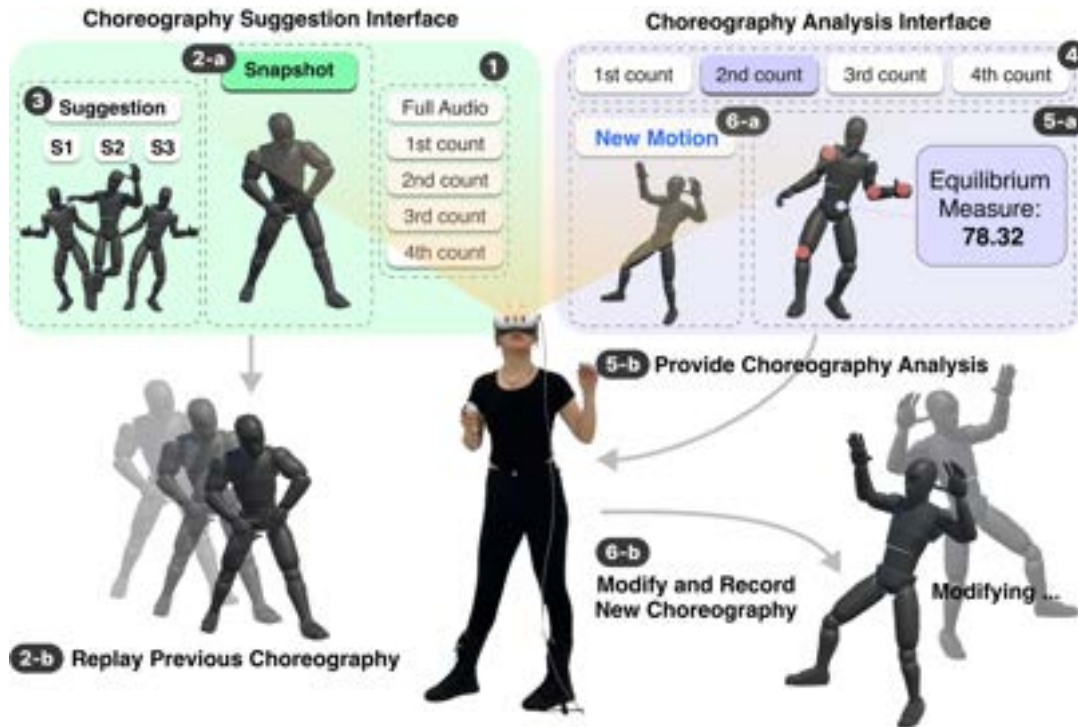 Choreography Suggestion Interface
2-a
Snapshot
1
3
Suggestion
S1 S2 S3
Full Audio
1st count
2nd count
3rd count
4th count
Choreography Analysis Interface
4
1st count 2nd count 3rd count 4th count
6-a
New Motion
5-a
Equilibrium
Measure:
78.32
5-b Provide Choreography Analysis
6-b
Modify and Record
New Choreography
Modifying ...
2-b Replay Previous Choreography